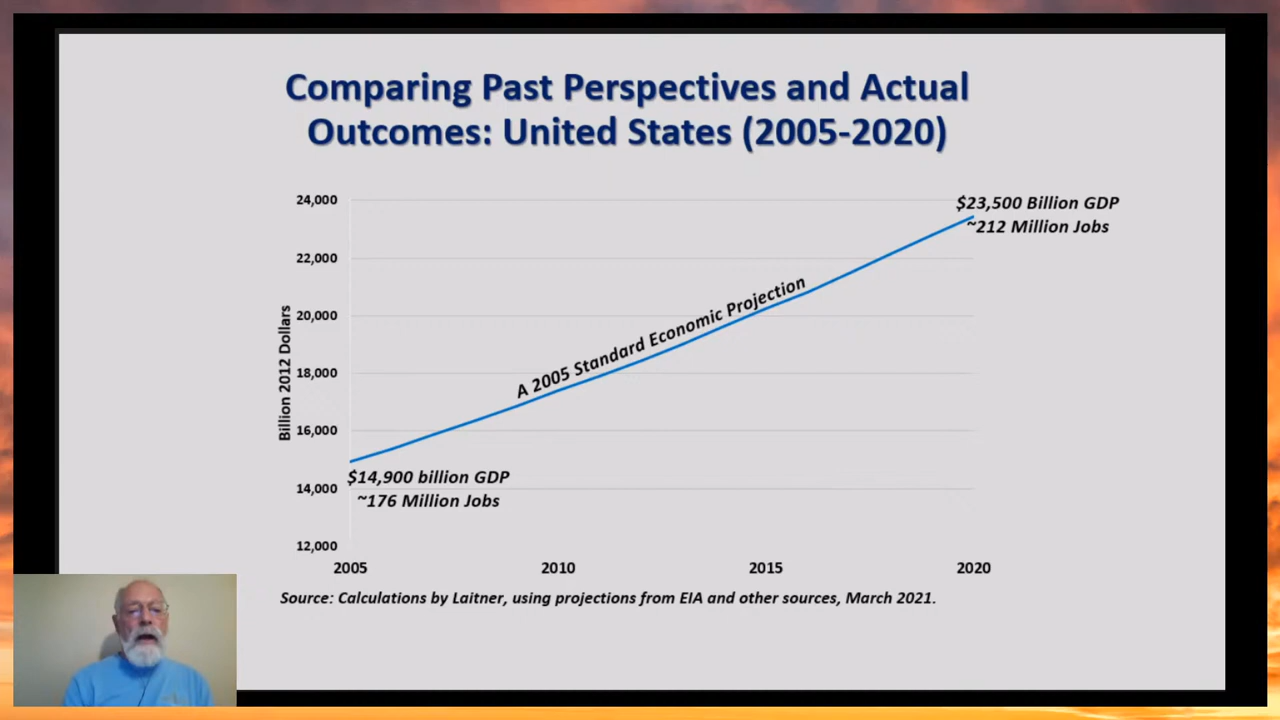 Comparing Past Perspectives and Actual
Outcomes: United States (2005-2020)
24,000
22,000
20,000
18,000
16,000
14,000
12,000
Billion 2012 Dollars
$23,500 Billion GDP
~212 Million Jobs
A 2005 Standard Economic Projection
$14,900 billion GDP
~176 Million Jobs
2005
2010
2015
2020
Source: Calculations by Laitner, using projections from EIA and other sources, March 2021.